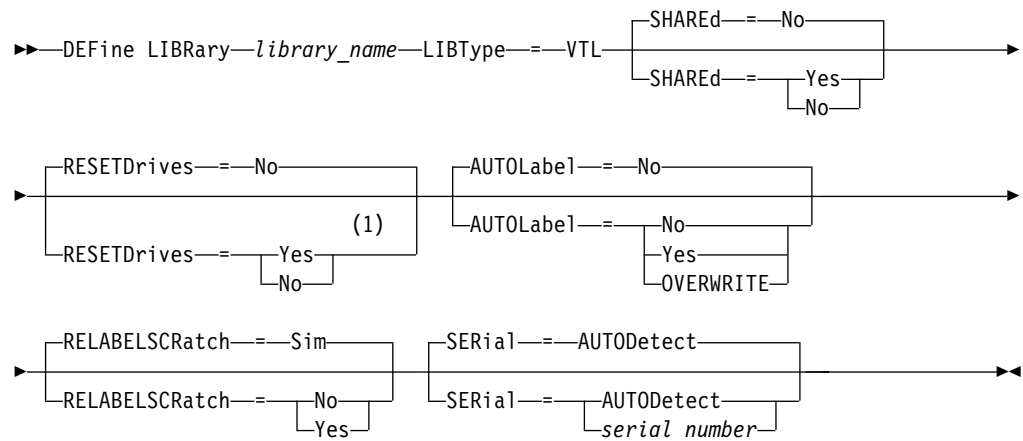 SHAREd = No
DEFine LIBRary library_name LIBType = VTL
SHAREd = Yes
No
RESETDrives = No AUTOLabel = No
(1)
RESETDrives = Yes AUTOLabel = No
No Yes
OVERWRITE
RELABELSCRatch = Sim SERial = AUTODetect
RELABELSCRatch = No SERial = AUTODetect
Yes serial number